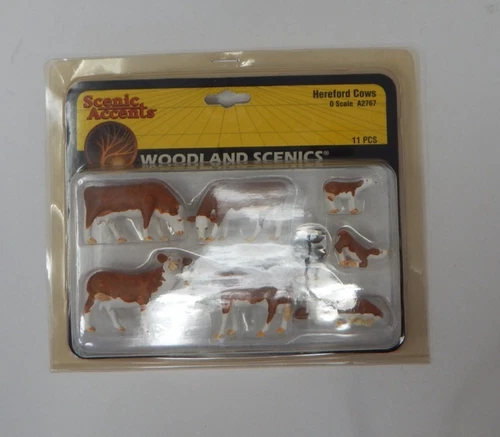 Scenic
Accents®
Hereford Cows
O Scale A2767
11 PCS
WOODLAND SCENICS®